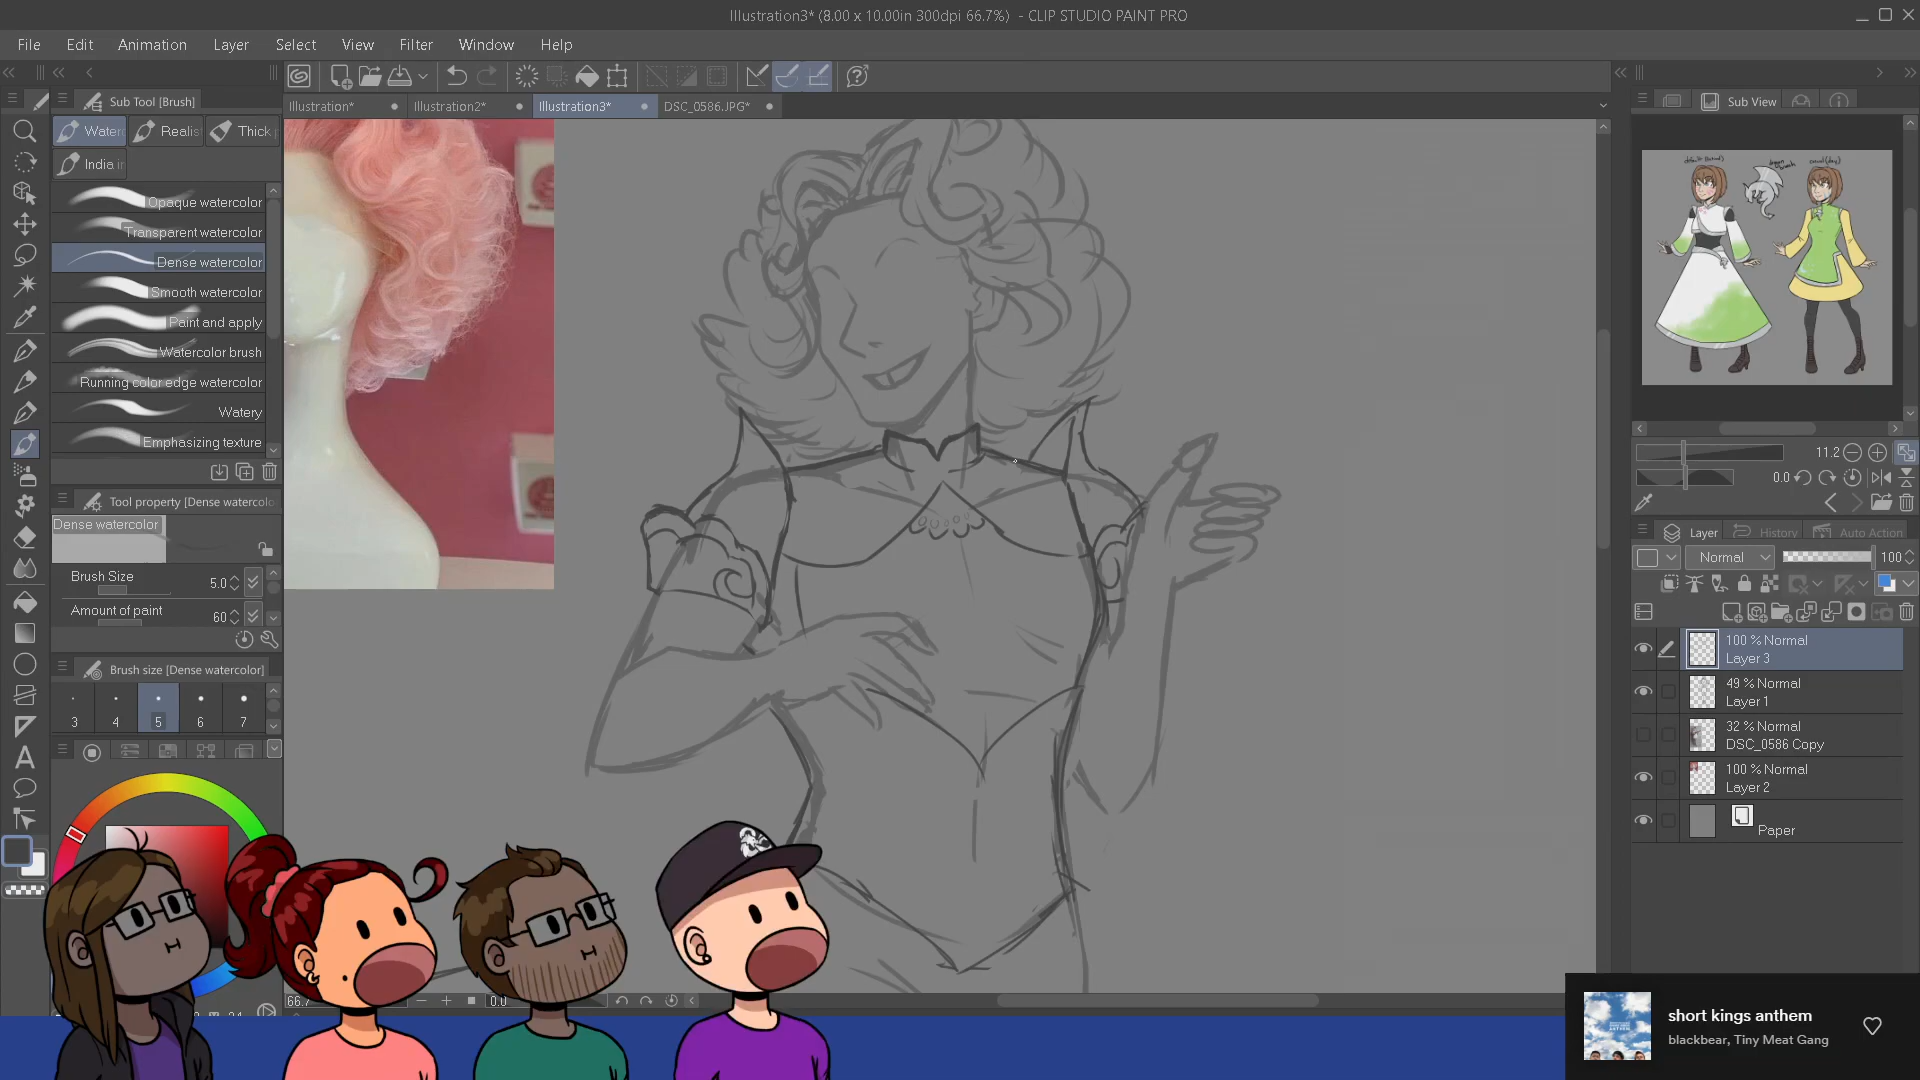 Illustration3* (8.00 x 10.00in 300dpi 66.7%) - CLIP STUDIO PAINT PRO
File Edit Animation Layer Select View Filter Window Help
Sub Tool [Brush]
Illustration* Illustration2* Illustration3* DSC_0586.JPG*
Sub View
Water Realis Thick
India in
Opaque watercolor
Transparent watercolor
Dense watercolor
Smooth watercolor
Paint and apply
Watercolor brush
Running color edge watercolor
Watery
Emphasizing texture
Tool property [Dense watercolo
Dense watercolor
Brush Size 5.0
Amount of paint 60
Brush size [Dense watercolor]
3 4 5 6 7
11.2
0.0
Layer History Auto Action
Normal 100
100 % Normal
Layer 3
49 % Normal
Layer 1
32 % Normal
DSC_0586 Copy
100 % Normal
Layer 2
Paper
66.7 0.0
short kings anthem
blackbear, Tiny Meat Gang